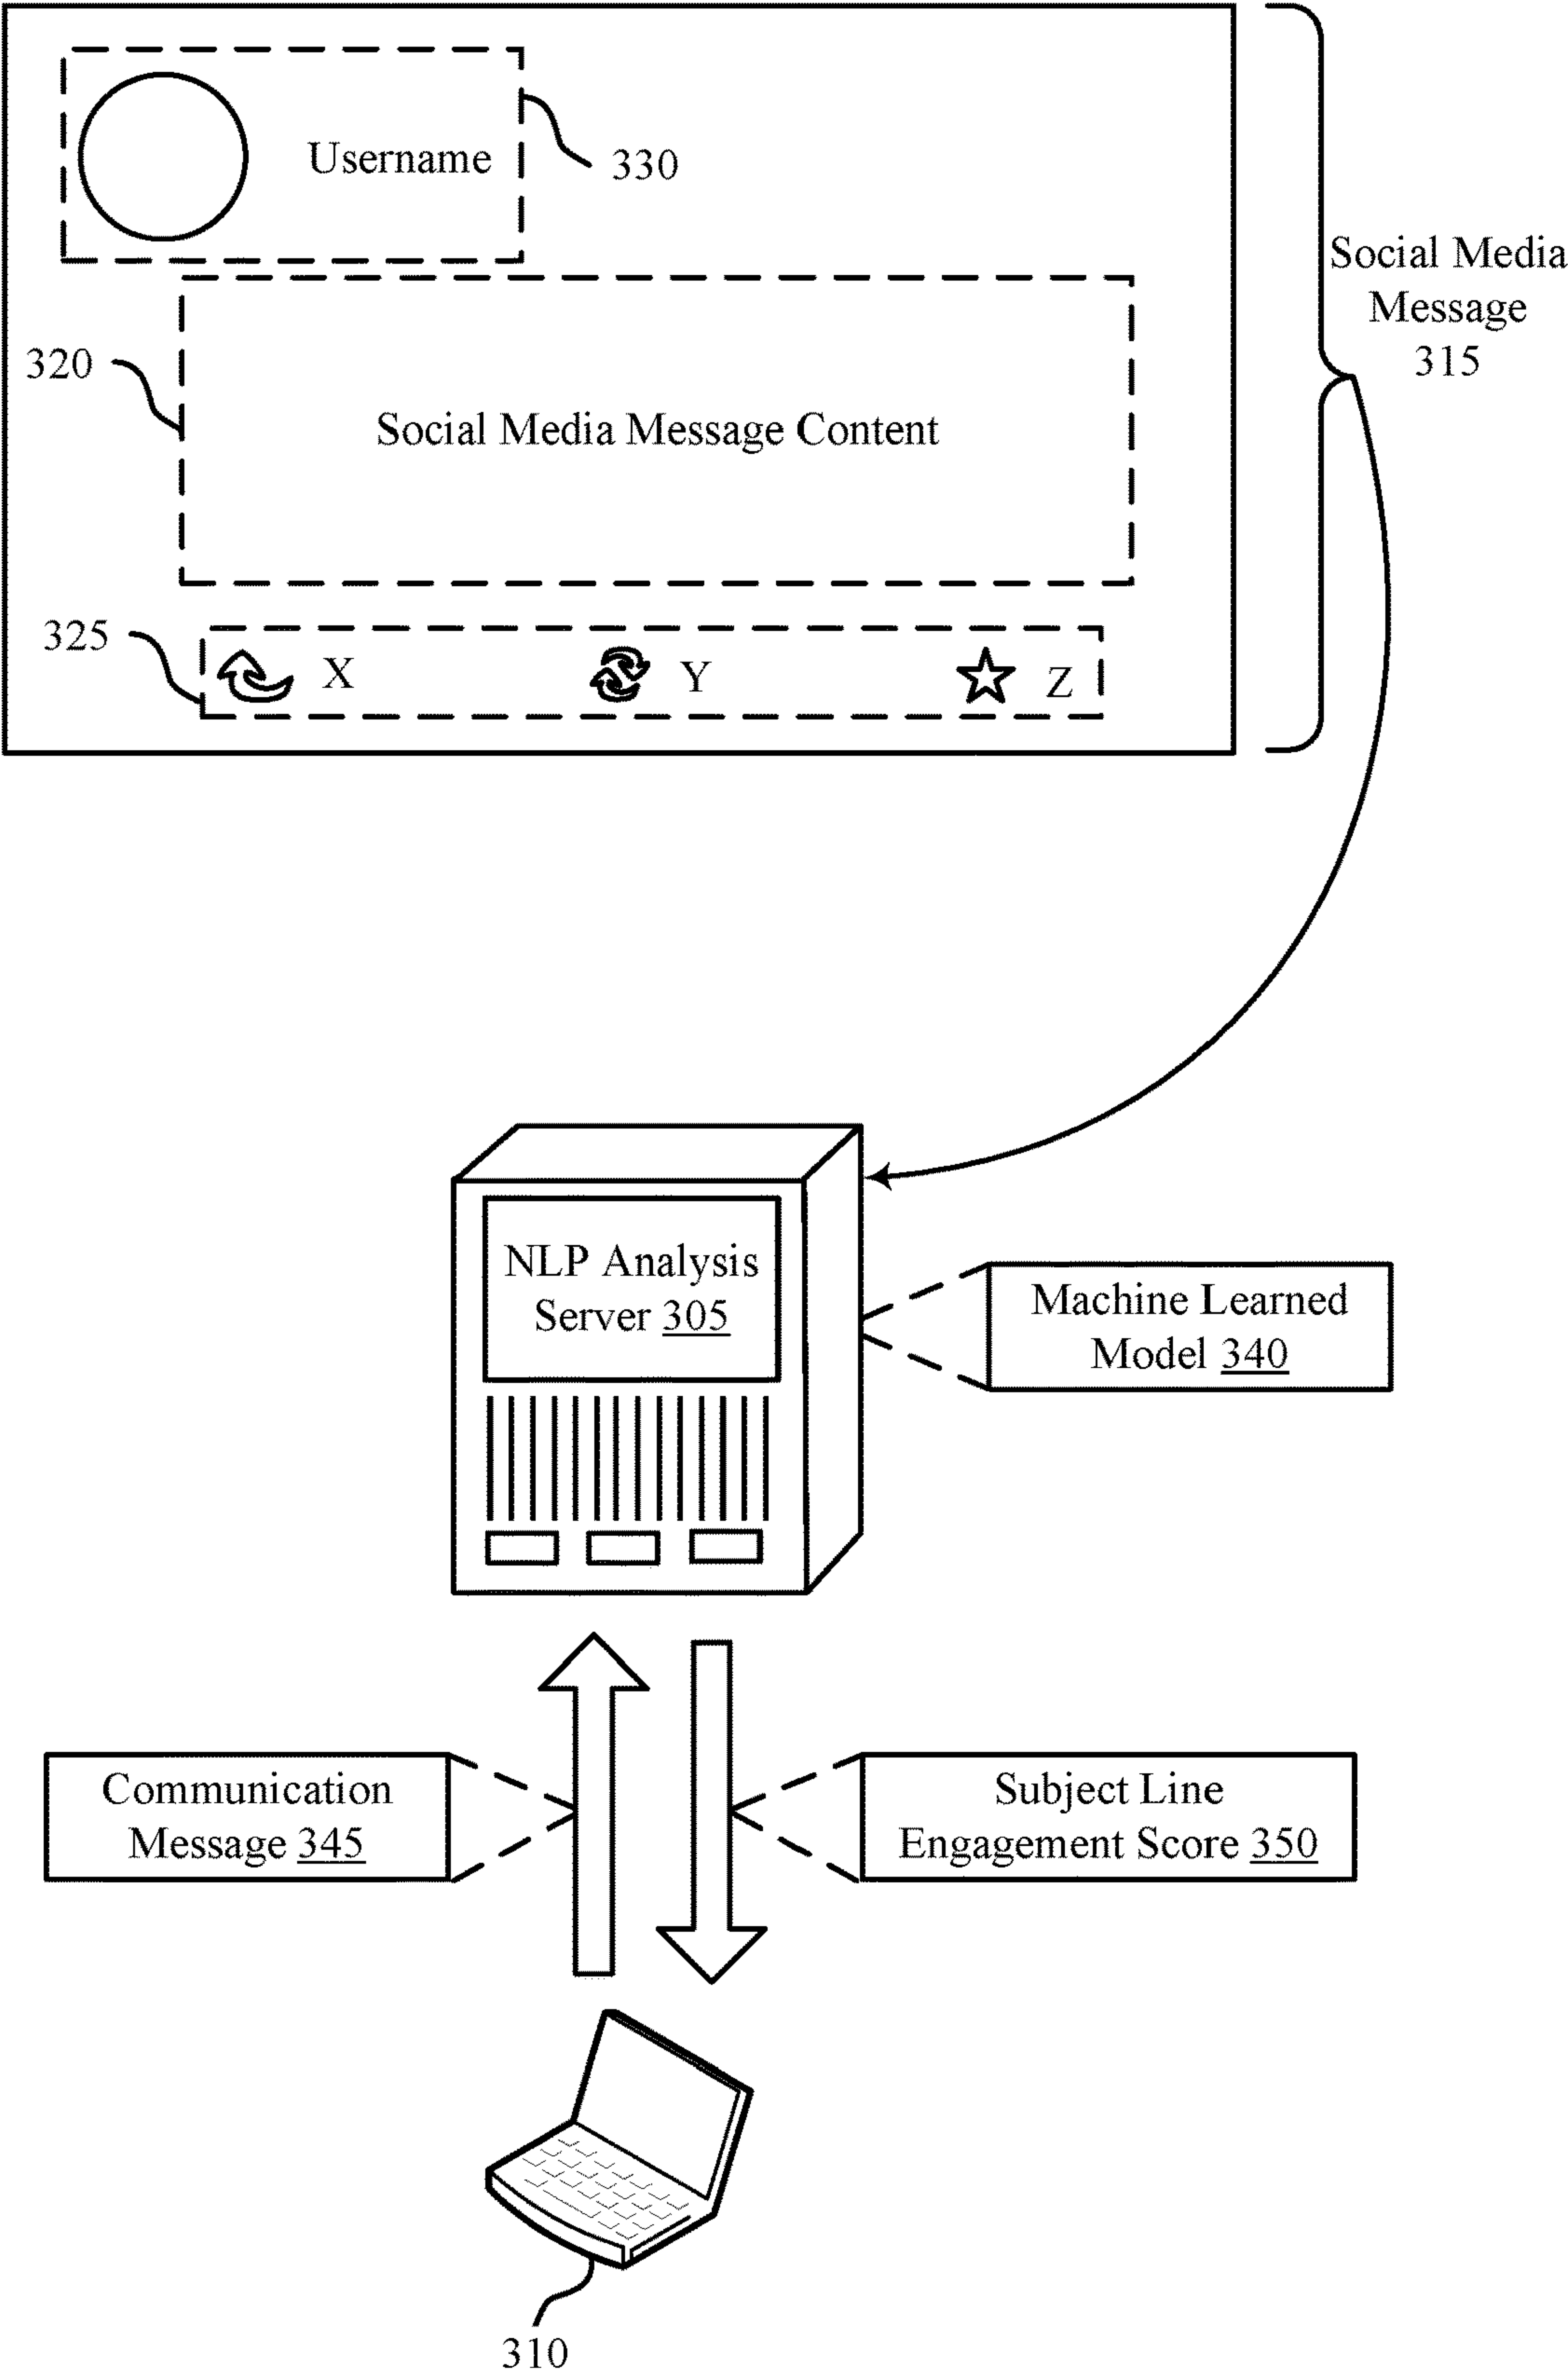 Username
330
Social Media
Message
315
320
Social Media Message Content
325
X
Y
Z
NLP Analysis
Server 305
Machine Learned
Model 340
Communication
Message 345
Subject Line
Engagement Score 350
310